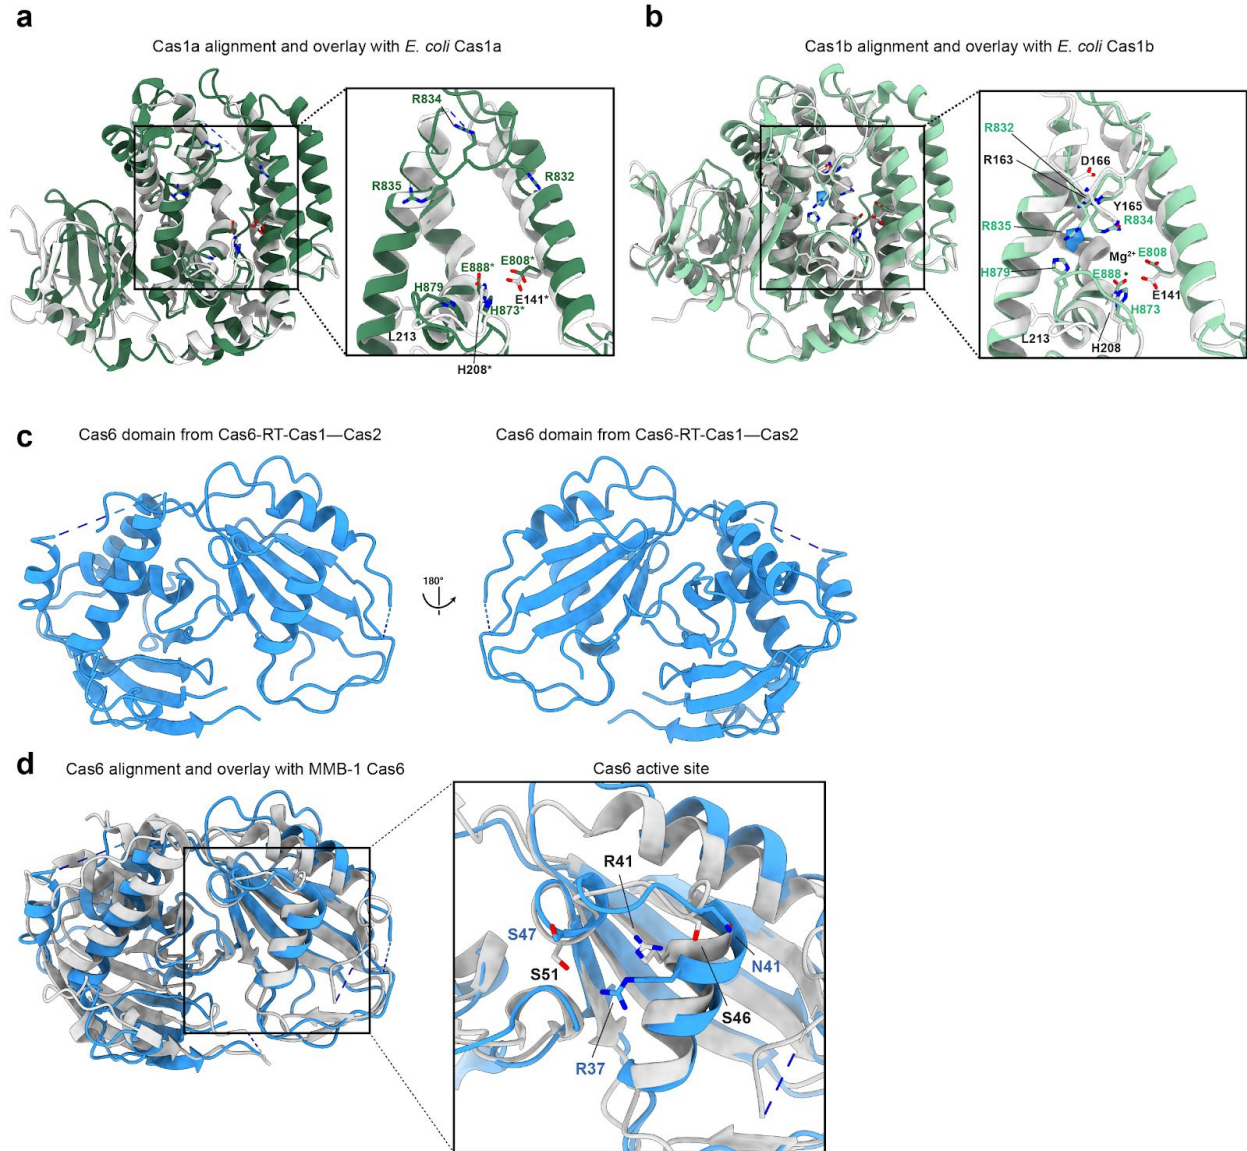 a
Cas1a alignment and overlay with E. coli Cas1a
R834
R835
R832
E888*
E808*
H879
E141*
H873*
L213
H208*
b
Cas1b alignment and overlay with E. coli Cas1b
R832
R163
D166
Y165
R834
R835
Mg²⁺
E808
H879
E888
E141
H873
L213
H208
c
Cas6 domain from Cas6-RT-Cas1—Cas2
Cas6 domain from Cas6-RT-Cas1—Cas2
180°
d
Cas6 alignment and overlay with MMB-1 Cas6
Cas6 active site
R41
S47
N41
S51
S46
R37